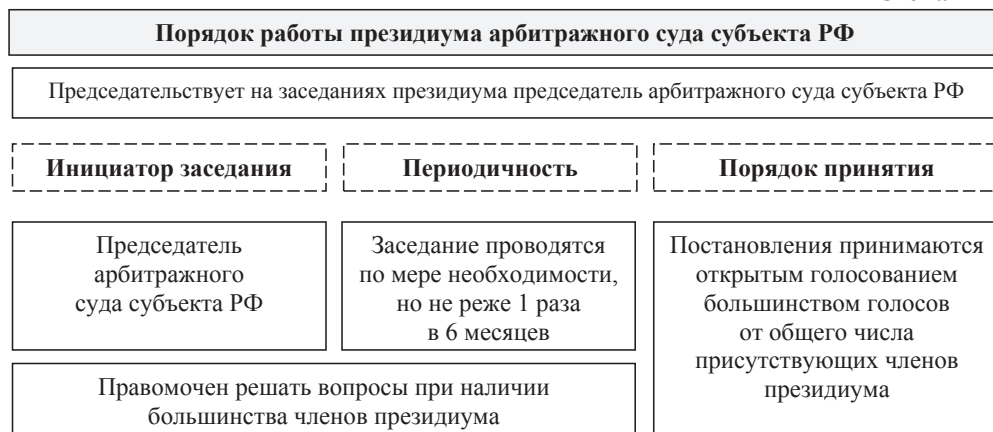 Порядок работы президиума арбитражного суда субъекта РФ
Председательствует на заседаниях президиума председатель арбитражного суда субъекта РФ
Инициатор заседания
Периодичность
Порядок принятия
Председатель
арбитражного
суда субъекта РФ
Заседание проводятся
по мере необходимости,
но не реже 1 раза
в 6 месяцев
Постановления принимаются
открытым голосованием
большинством голосов
от общего числа
присутствующих членов
президиума
Правомочен решать вопросы при наличии
большинства членов президиума